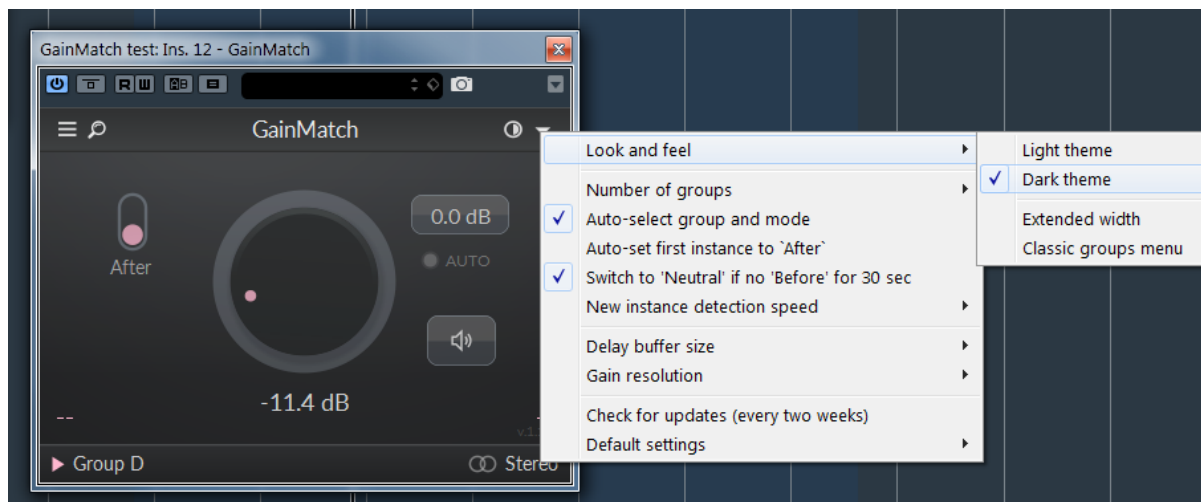 GainMatch test: Ins. 12 - GainMatch
R W AB
GainMatch
After
0.0 dB
AUTO
-11.4 dB
--
Group D
Stereo
Look and feel
Number of groups
Auto-select group and mode
Auto-set first instance to `After`
Switch to 'Neutral' if no 'Before' for 30 sec
New instance detection speed
Delay buffer size
Gain resolution
Check for updates (every two weeks)
Default settings
Light theme
Dark theme
Extended width
Classic groups menu